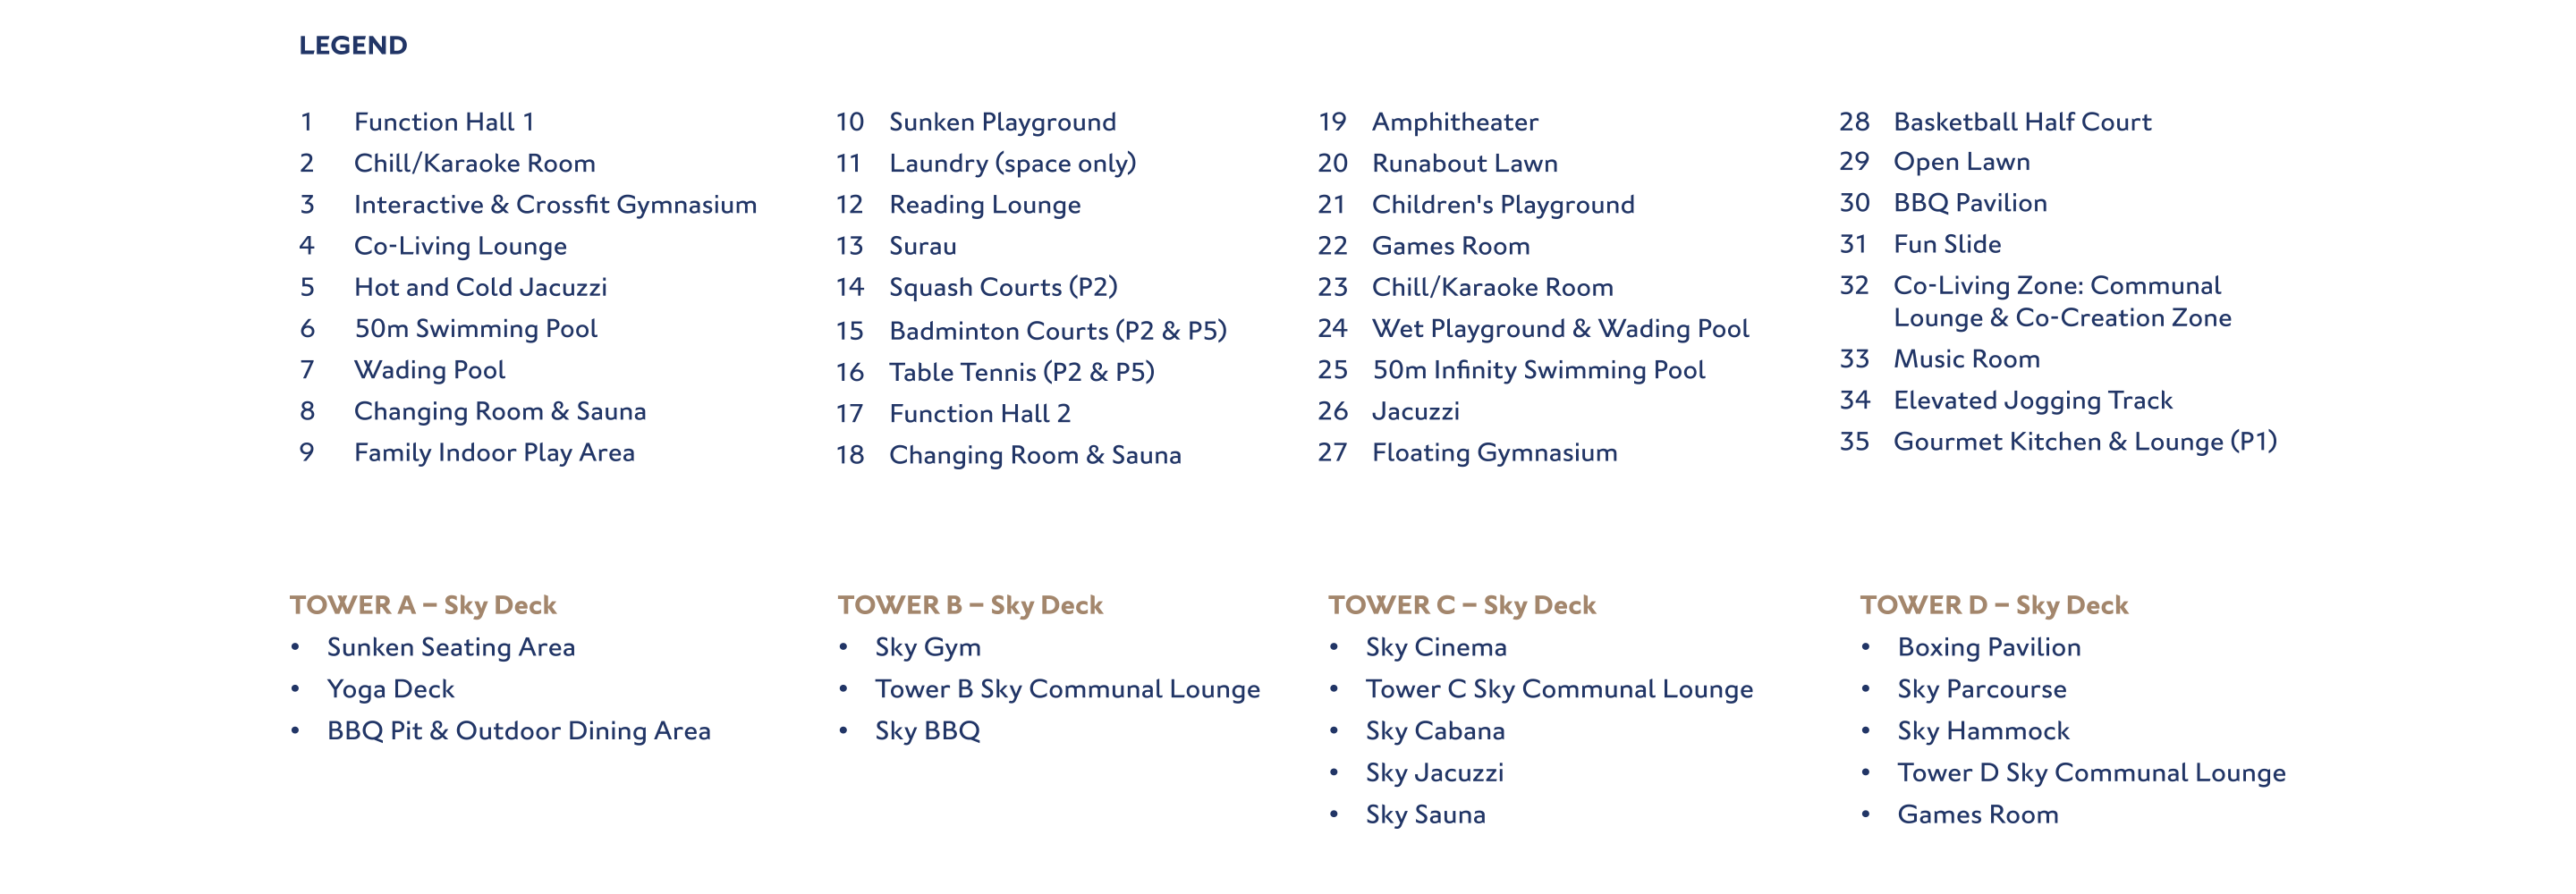 LEGEND
1 Function Hall 1
2 Chill/Karaoke Room
3 Interactive & Crossfit Gymnasium
4 Co-Living Lounge
5 Hot and Cold Jacuzzi
6 50m Swimming Pool
7 Wading Pool
8 Changing Room & Sauna
9 Family Indoor Play Area
10 Sunken Playground
11 Laundry (space only)
12 Reading Lounge
13 Surau
14 Squash Courts (P2)
15 Badminton Courts (P2 & P5)
16 Table Tennis (P2 & P5)
17 Function Hall 2
18 Changing Room & Sauna
19 Amphitheater
20 Runabout Lawn
21 Children's Playground
22 Games Room
23 Chill/Karaoke Room
24 Wet Playground & Wading Pool
25 50m Infinity Swimming Pool
26 Jacuzzi
27 Floating Gymnasium
28 Basketball Half Court
29 Open Lawn
30 BBQ Pavilion
31 Fun Slide
32 Co-Living Zone: Communal
Lounge & Co-Creation Zone
33 Music Room
34 Elevated Jogging Track
35 Gourmet Kitchen & Lounge (P1)
TOWER A – Sky Deck
• Sunken Seating Area
• Yoga Deck
• BBQ Pit & Outdoor Dining Area
TOWER B – Sky Deck
• Sky Gym
• Tower B Sky Communal Lounge
• Sky BBQ
TOWER C – Sky Deck
• Sky Cinema
• Tower C Sky Communal Lounge
• Sky Cabana
• Sky Jacuzzi
• Sky Sauna
TOWER D – Sky Deck
• Boxing Pavilion
• Sky Parcourse
• Sky Hammock
• Tower D Sky Communal Lounge
• Games Room